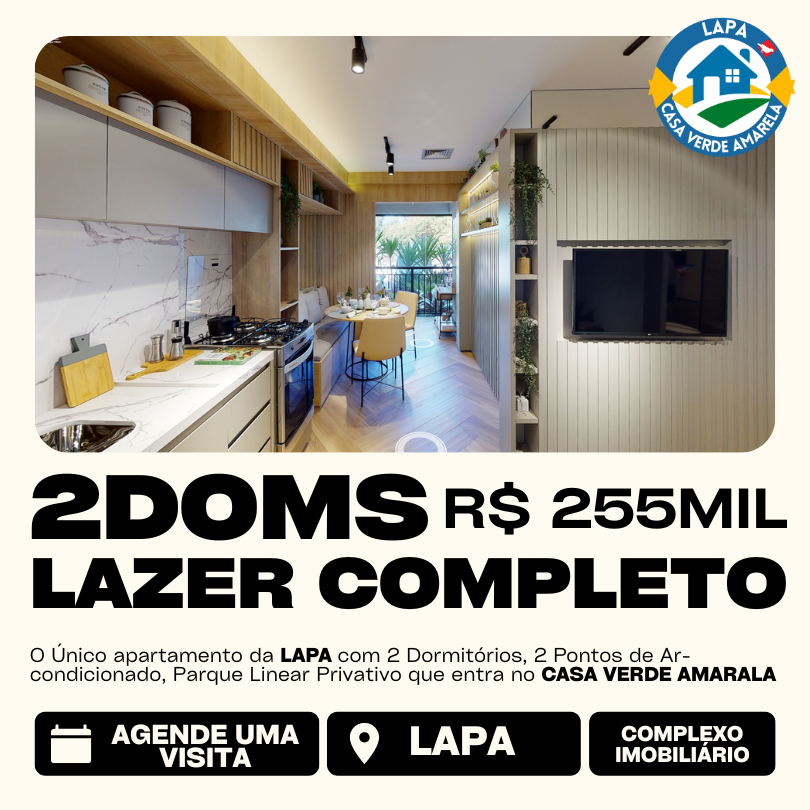 LAPA
CASA VERDE AMARELA
2DOMS R$ 255MIL
LAZER COMPLETO
O Único apartamento da LAPA com 2 Dormitórios, 2 Pontos de Ar-
condicionado, Parque Linear Privativo que entra no CASA VERDE AMARALA
AGENDE UMA
VISITA
LAPA
COMPLEXO
IMOBILIÁRIO